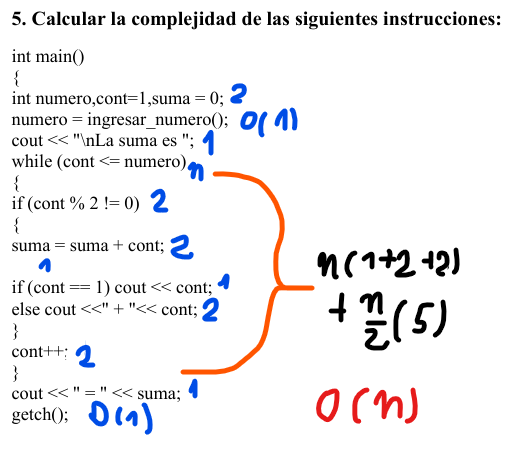 5. Calcular la complejidad de las siguientes instrucciones:
int main()
{
int numero,cont=1,suma = 0; 2
numero = ingresar_numero(); O(1)
cout << "\nLa suma es "; 1
while (cont <= numero) n
{
if (cont % 2 != 0) 2
{
suma = suma + cont; 2
1
if (cont == 1) cout << cont; 1
else cout <<" + "<< cont; 2
}
cont++; 2
}
cout << " = " << suma; 1
getch(); O(1)
n(1+2+2)
+ n/2 (5)
O(n)